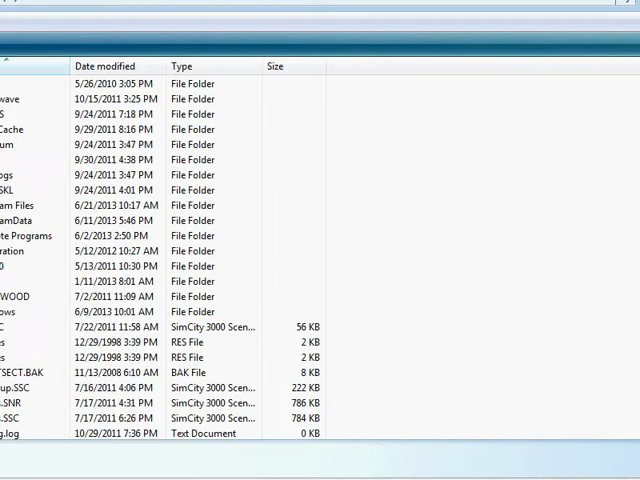 Date modified Type Size
5/26/2010 3:05 PM File Folder
wave 10/15/2011 3:25 PM File Folder
S 9/24/2011 7:18 PM File Folder
Cache 9/29/2011 8:16 PM File Folder
um 9/24/2011 3:47 PM File Folder
9/30/2011 4:38 PM File Folder
ogs 9/24/2011 3:47 PM File Folder
SKL 9/24/2011 4:01 PM File Folder
am Files 6/21/2013 10:17 AM File Folder
amData 6/11/2013 5:46 PM File Folder
te Programs 6/2/2013 2:50 PM File Folder
ration 5/12/2012 10:27 AM File Folder
0 5/13/2011 10:30 PM File Folder
1/11/2013 8:01 AM File Folder
WOOD 7/2/2011 11:09 AM File Folder
ows 6/9/2013 10:01 AM File Folder
C 7/22/2011 11:58 AM SimCity 3000 Scen... 56 KB
es 12/29/1998 3:39 PM RES File 2 KB
es 12/29/1998 3:39 PM RES File 2 KB
TSECT.BAK 11/13/2008 6:10 AM BAK File 8 KB
up.SSC 7/16/2011 4:06 PM SimCity 3000 Scen... 222 KB
s.SNR 7/17/2011 4:31 PM SimCity 3000 Scen... 786 KB
s.SSC 7/17/2011 6:26 PM SimCity 3000 Scen... 784 KB
g.log 10/29/2011 7:36 PM Text Document 0 KB